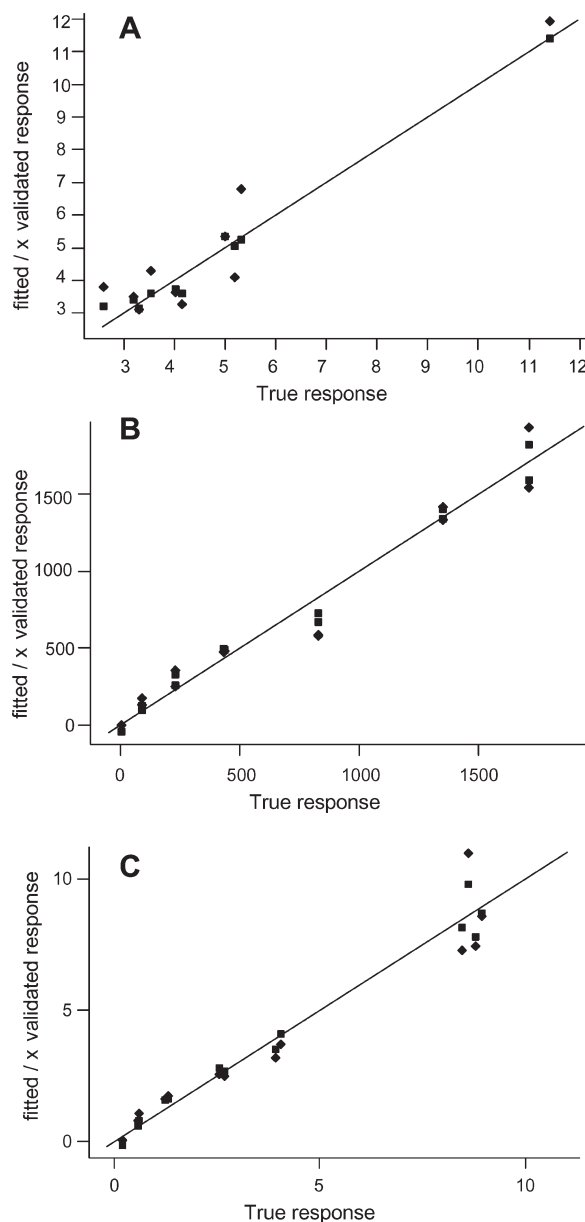 A
12
11
10
9
8
7
6
5
4
3
fitted / x validated response
3 4 5 6 7 8 9 10 11 12
True response
B
1500
1000
500
0
fitted / x validated response
0 500 1000 1500
True response
C
10
5
0
fitted / x validated response
0 5 10
True response